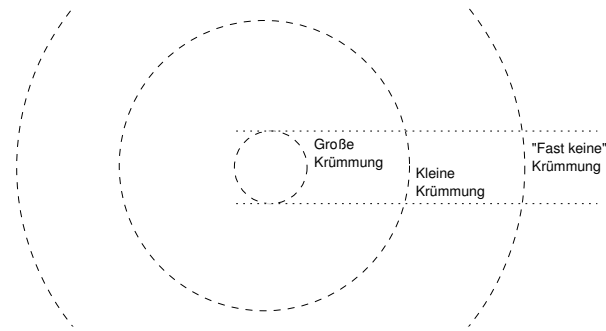 Große
Krümmung
Kleine
Krümmung
"Fast keine"
Krümmung